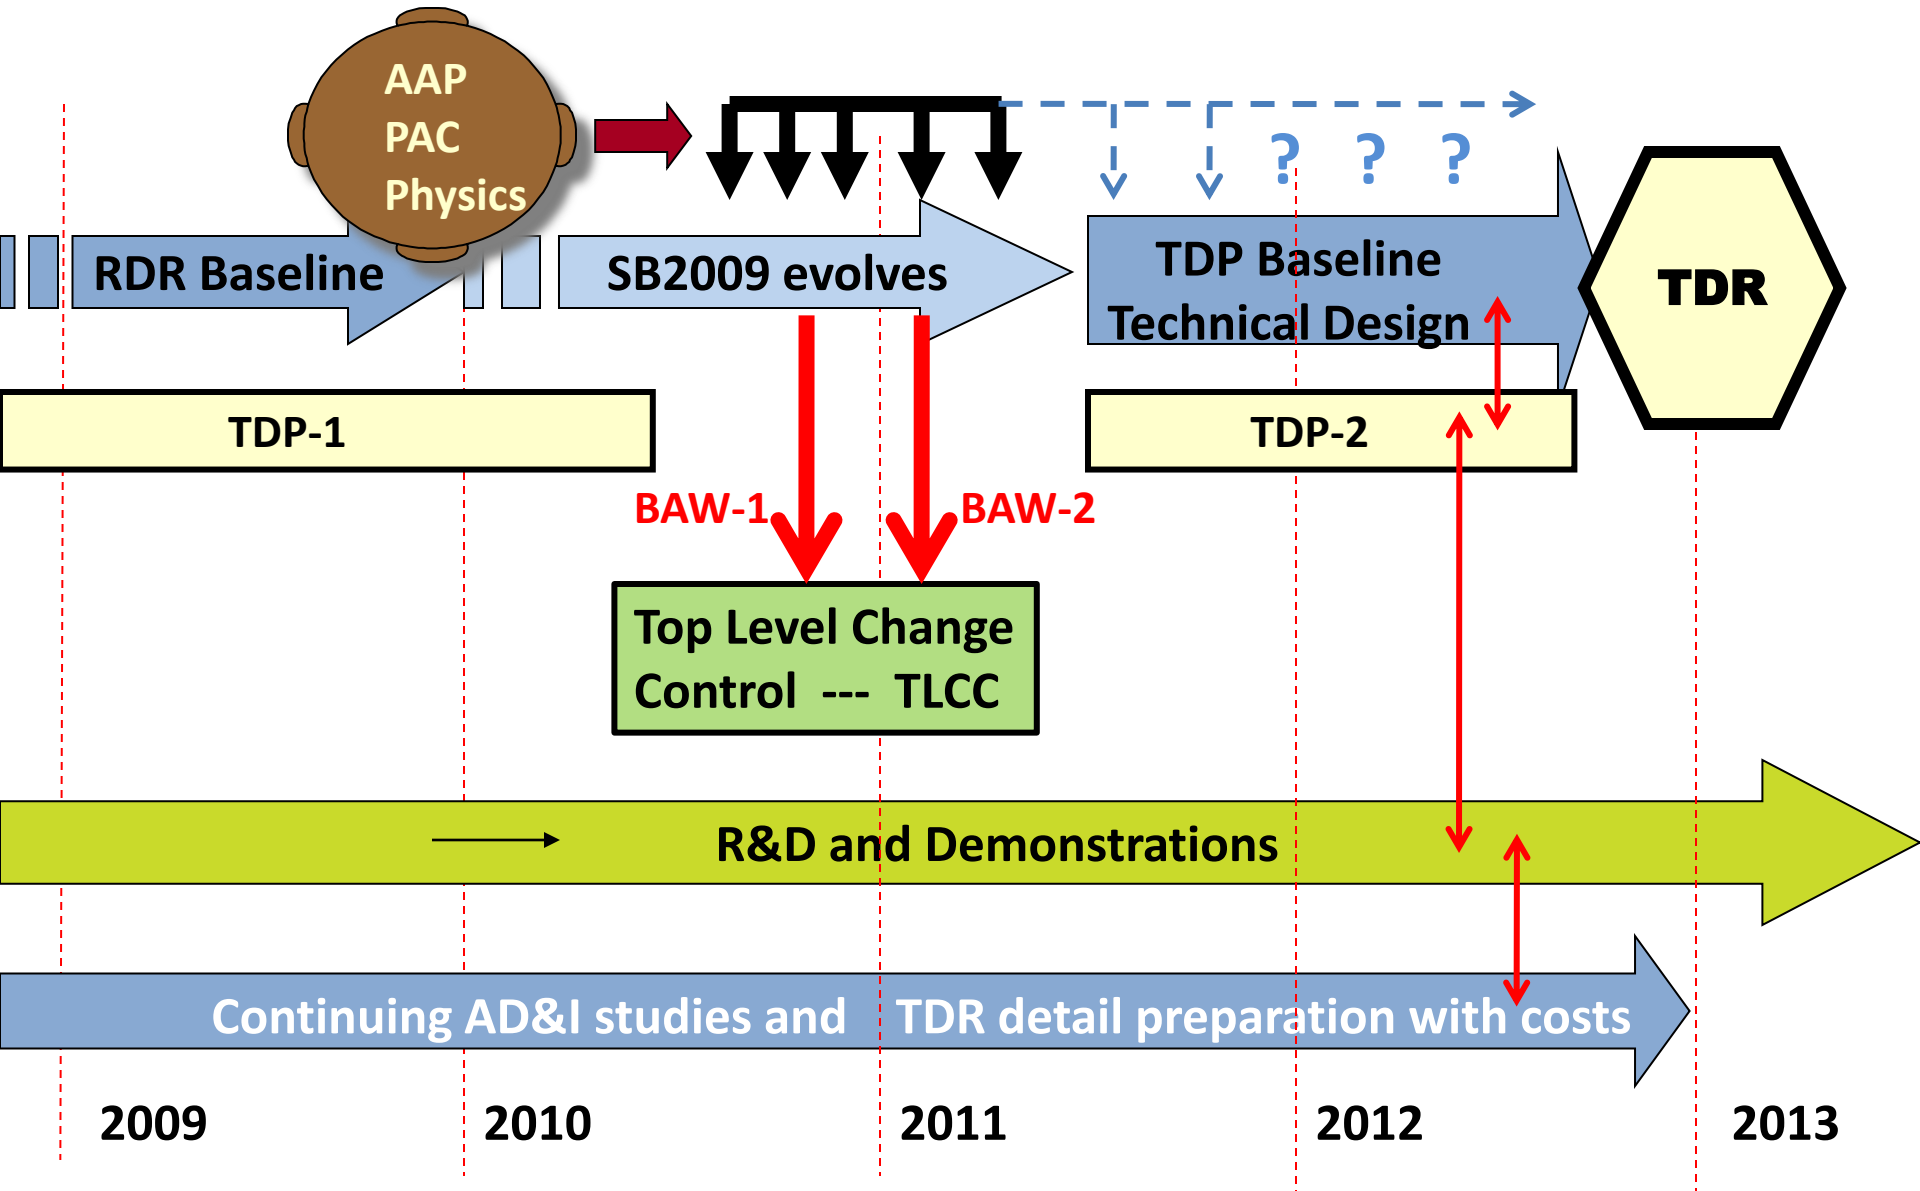 AAP
PAC
Physics
? ? ?
RDR Baseline
SB2009 evolves
TDP Baseline
Technical Design
TDR
TDP-1
TDP-2
BAW-1
BAW-2
Top Level Change
Control --- TLCC
R&D and Demonstrations
Continuing AD&I studies and TDR detail preparation with costs
2009 2010 2011 2012 2013